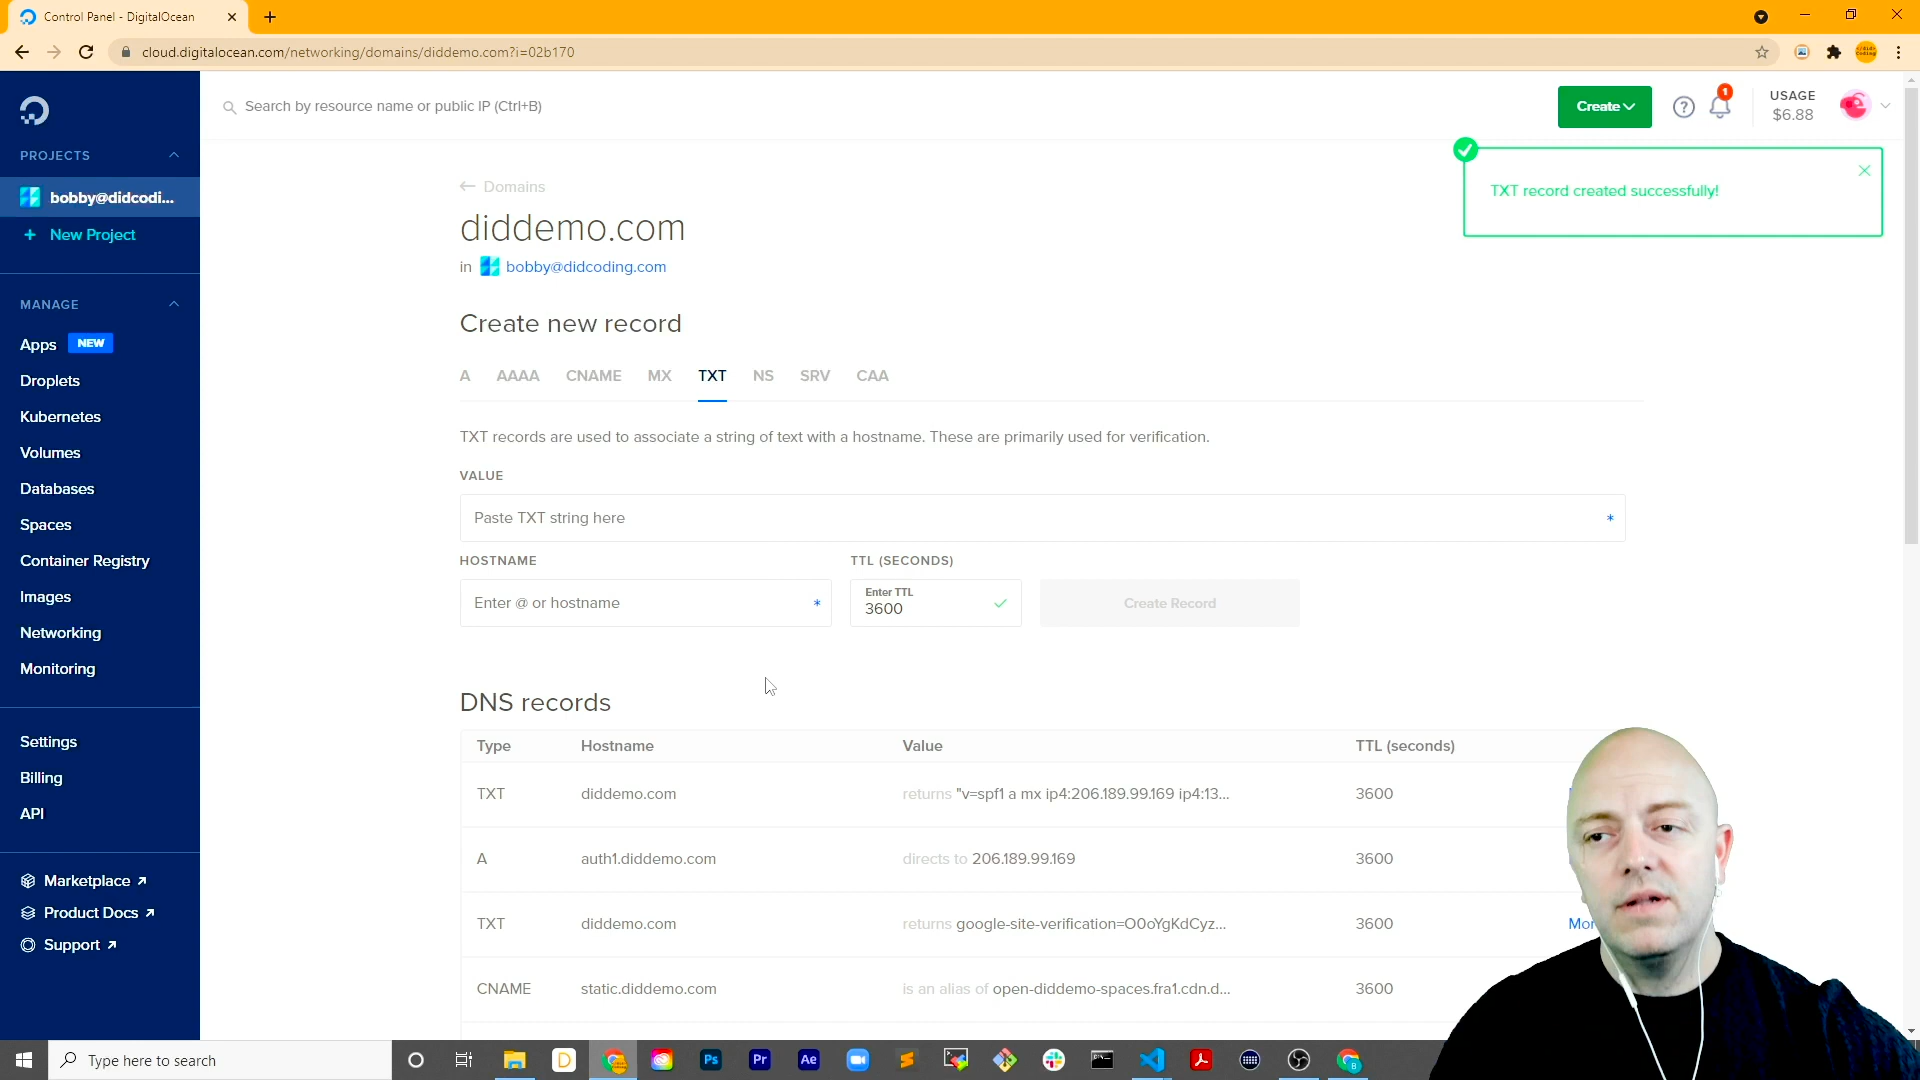 Control Panel - DigitalOcean
cloud.digitalocean.com/networking/domains/diddemo.com?i=02b170
Search by resource name or public IP (Ctrl+B)
Create
1
USAGE
$6.88
PROJECTS
bobby@didcodi...
+ New Project
MANAGE
Apps NEW
Droplets
Kubernetes
Volumes
Databases
Spaces
Container Registry
Images
Networking
Monitoring
Settings
Billing
API
Marketplace
Product Docs
Support
TXT record created successfully!
← Domains
diddemo.com
in bobby@didcoding.com
Create new record
A AAAA CNAME MX TXT NS SRV CAA
TXT records are used to associate a string of text with a hostname. These are primarily used for verification.
VALUE
Paste TXT string here *
HOSTNAME TTL (SECONDS)
Enter @ or hostname * Enter TTL
3600 Create Record
DNS records
Type Hostname Value TTL (seconds)
TXT diddemo.com returns "v=spf1 a mx ip4:206.189.99.169 ip4:13... 3600
A auth1.diddemo.com directs to 206.189.99.169 3600
TXT diddemo.com returns google-site-verification=O0oYgKdCyz... 3600
CNAME static.diddemo.com is an alias of open-diddemo-spaces.fra1.cdn.d... 3600
Type here to search
D Ps Pr Ae